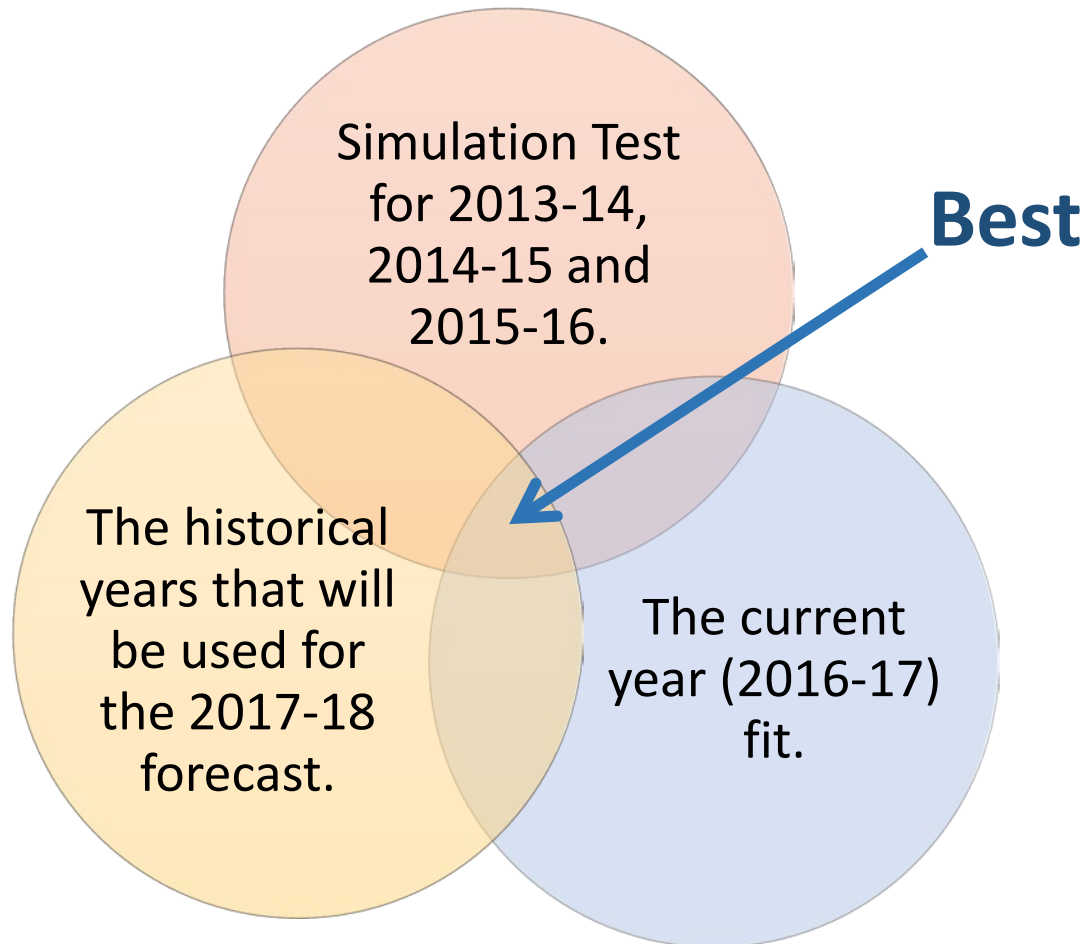 Simulation Test
for 2013-14,
2014-15 and
2015-16.
Best
The historical
years that will
be used for
the 2017-18
forecast.
The current
year (2016-17)
fit.